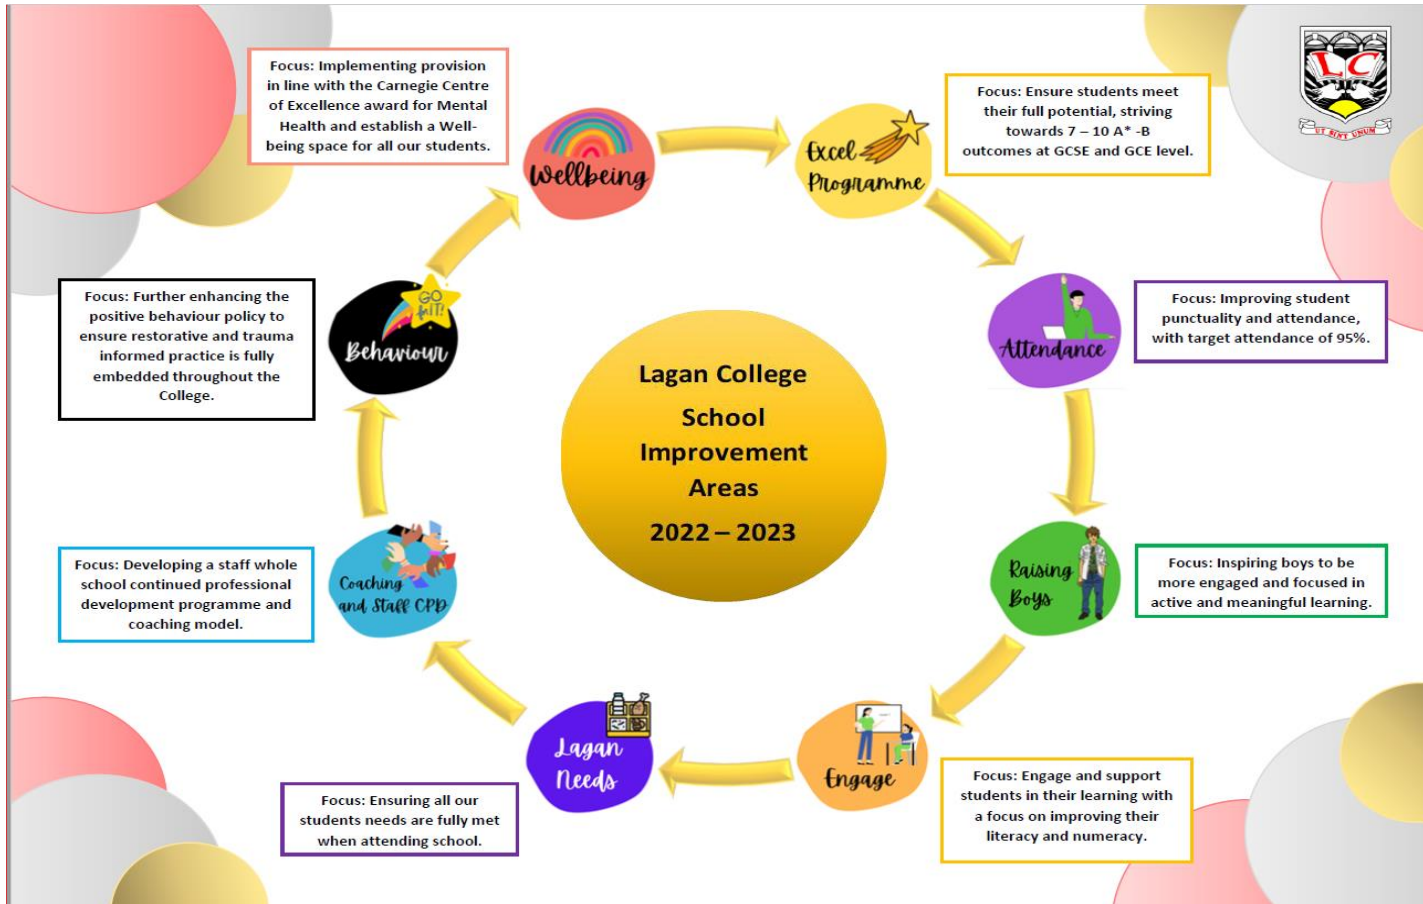 Focus: Implementing provision
in line with the Carnegie Centre
of Excellence award for Mental
Health and establish a Well-
being space for all our students.
Wellbeing
Excel
Programme
Focus: Ensure students meet
their full potential, striving
towards 7 – 10 A* -B
outcomes at GCSE and GCE level.
LC
UT SINT UNUM
Attendance
Focus: Improving student
punctuality and attendance,
with target attendance of 95%.
Raising
Boys
Focus: Inspiring boys to be
more engaged and focused in
active and meaningful learning.
Engage
Focus: Engage and support
students in their learning with
a focus on improving their
literacy and numeracy.
Lagan
Needs
Focus: Ensuring all our
students needs are fully met
when attending school.
Coaching
and Staff CPD
Focus: Developing a staff whole
school continued professional
development programme and
coaching model.
GO
for IT!
Behaviour
Focus: Further enhancing the
positive behaviour policy to
ensure restorative and trauma
informed practice is fully
embedded throughout the
College.
Lagan College
School
Improvement
Areas
2022 – 2023